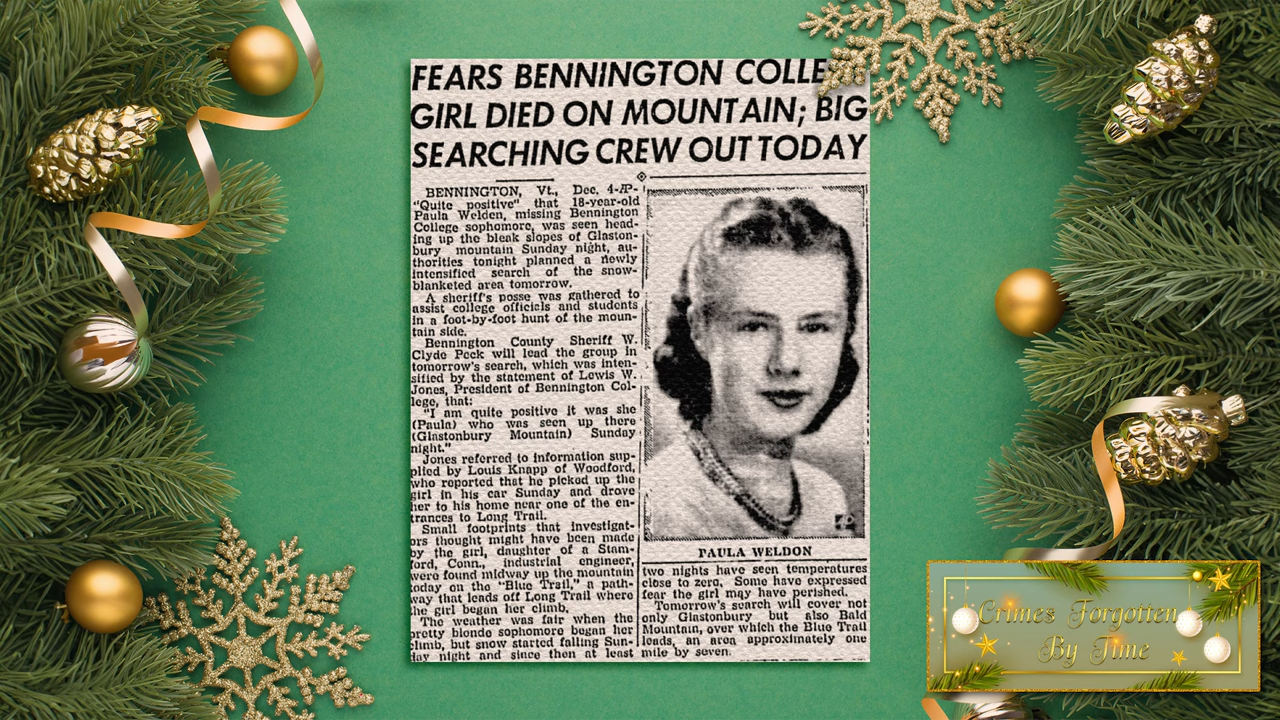 FEARS BENNINGTON COLLE
GIRL DIED ON MOUNTAIN; BIG
SEARCHING CREW OUT TODAY
BENNINGTON, Vt., Dec. 4-AP-
"Quite positive" that 18-year-old
Paula Welden, missing Bennington
College sophomore, was seen head-
ing up the bleak slopes of Glaston-
bury mountain Sunday night, au-
thorities tonight planned a newly
intensified search of the snow-
blanketed area tomorrow.
A sheriff's posse was gathered to
assist college officials and students
in a foot-by-foot hunt of the moun-
tain side.
Bennington County Sheriff W.
Clyde Peck will lead the group in
tomorrow's search, which was inten-
sified by the statement of Lewis W.
Jones, President of Bennington Col-
lege, that:
"I am quite positive it was she
(Paula) who was seen up there
(Glastonbury Mountain) Sunday
night."
Jones referred to information sup-
plied by Louis Knapp of Woodford,
who reported that he picked up the
girl in his car Sunday and drove
her to his home near one of the en-
trances to Long Trail.
Small footprints that investigat-
ors thought might have been made
by the girl, daughter of a Stam-
ford, Conn., industrial engineer,
were found midway up the mountain
today on the "Blue Trail," a path-
way that leads off Long Trail where
the girl began her climb.
The weather was fair when the
pretty blonde sophomore began her
climb, but snow started falling Sun-
day night and since then at least
PAULA WELDON
two nights have seen temperatures
close to zero. Some have expressed
fear the girl may have perished.
Tomorrow's search will cover not
only Glastonbury but also Bald
Mountain, over which the Blue Trail
leads, an area approximately one
mile by seven.
Crimes Forgotten
By Time